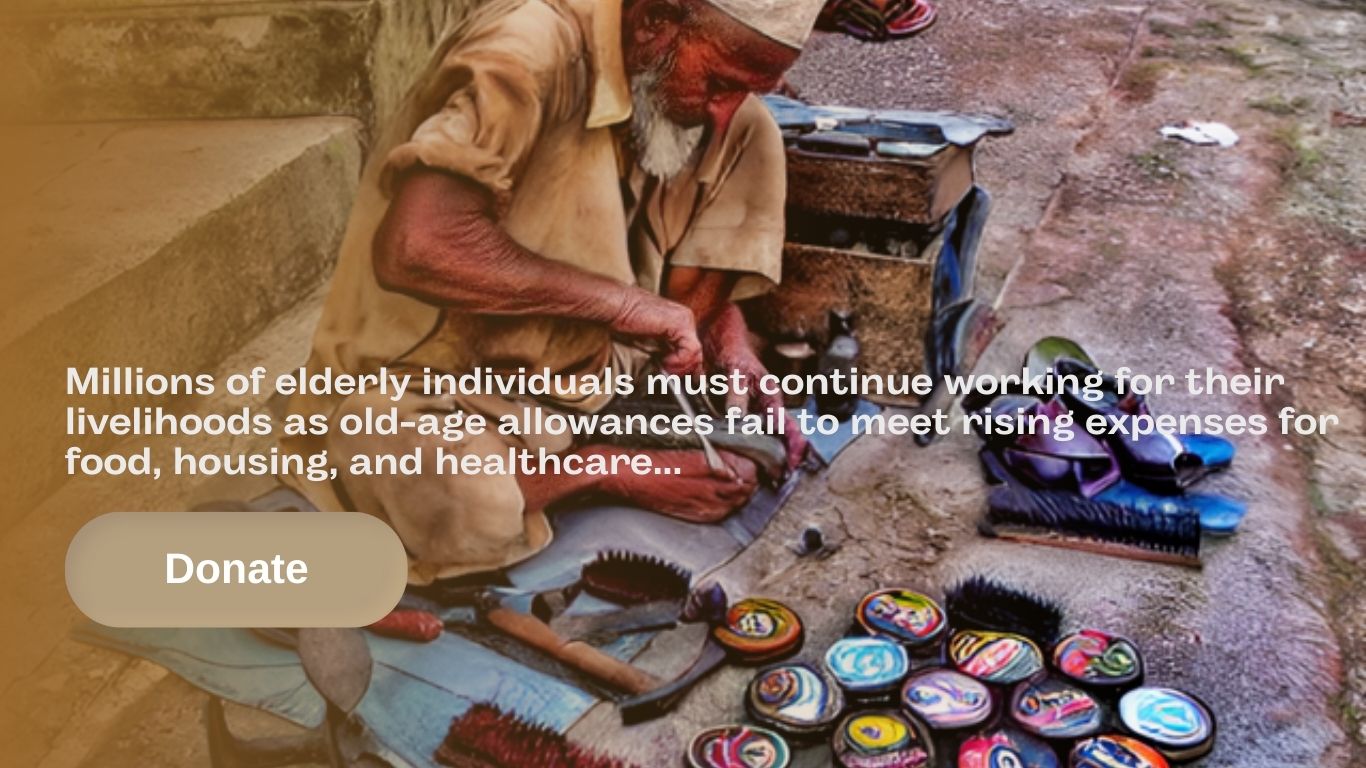 Millions of elderly individuals must continue working for their
livelihoods as old-age allowances fail to meet rising expenses for
food, housing, and healthcare...
Donate